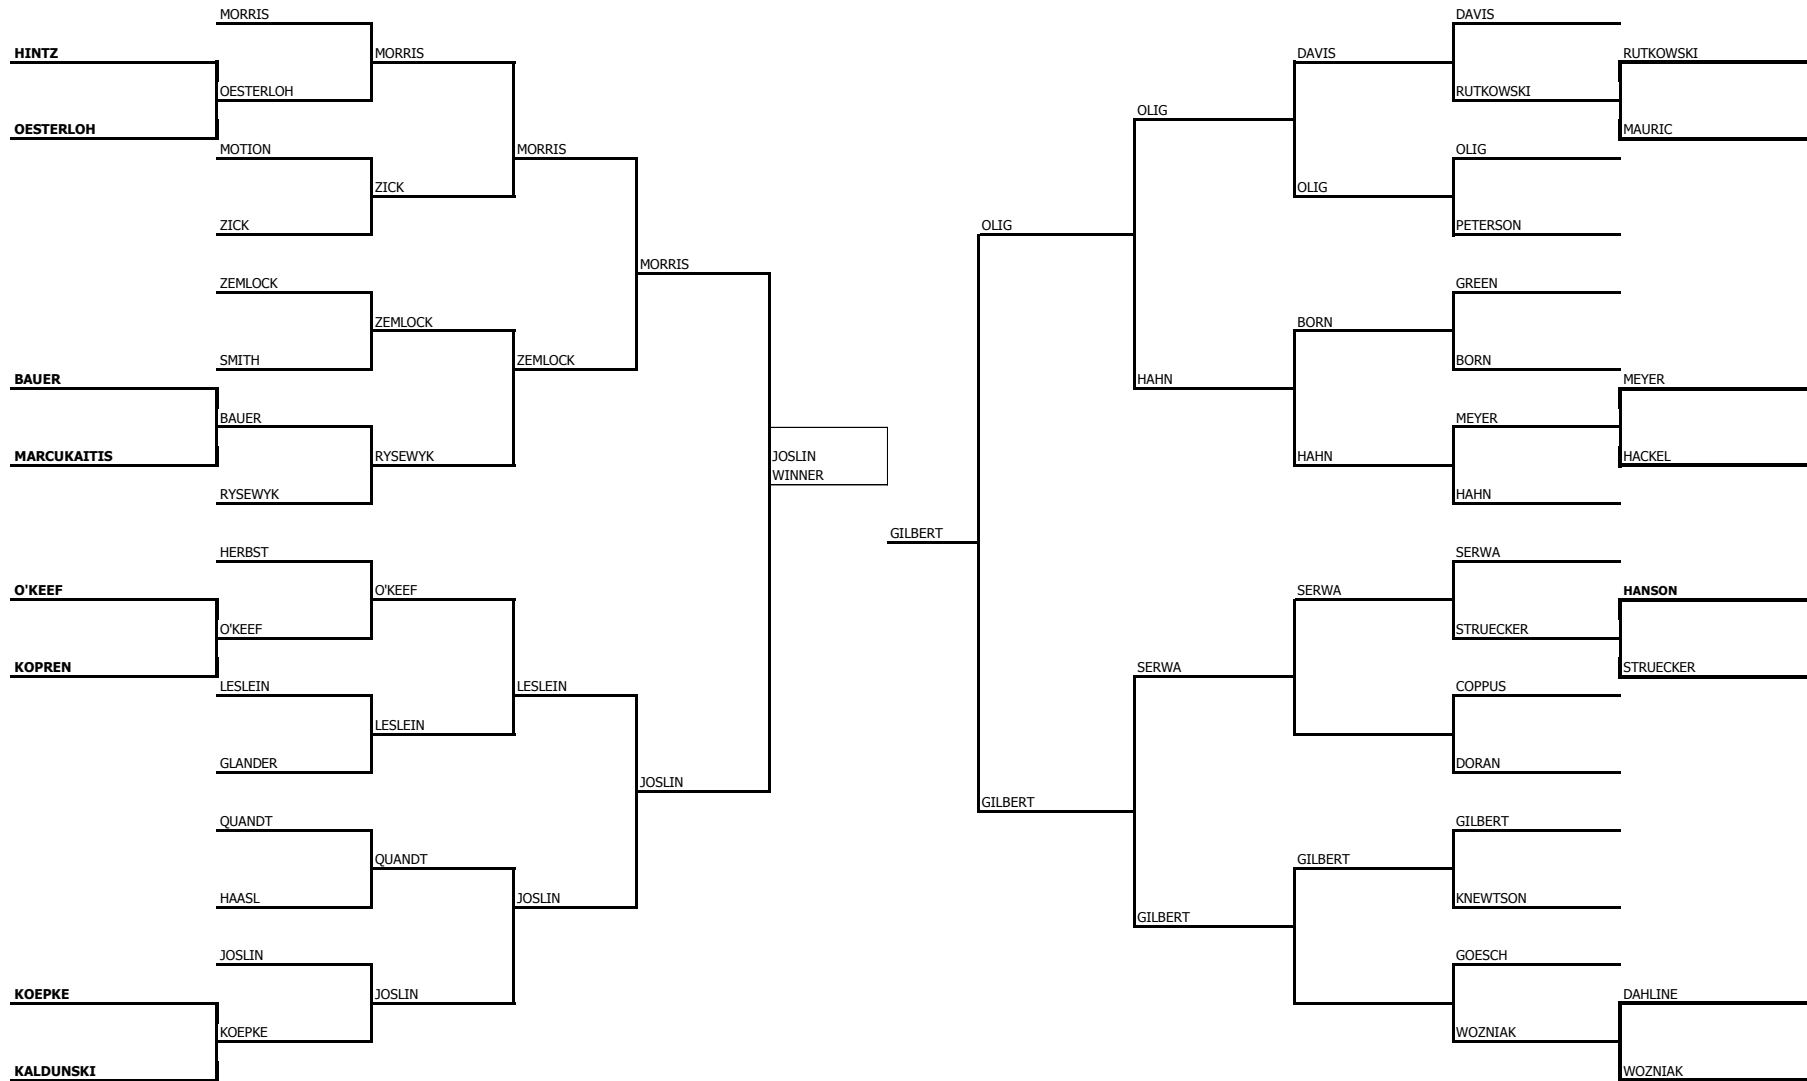 MORRIS
DAVIS
HINTZ
MORRIS
DAVIS
RUTKOWSKI
OESTERLOH
RUTKOWSKI
OLIG
OESTERLOH
MAURIC
MOTION
MORRIS
OLIG
ZICK
OLIG
ZICK
OLIG
PETERSON
MORRIS
ZEMLOCK
GREEN
ZEMLOCK
BORN
SMITH
ZEMLOCK
BORN
BAUER
HAHN
MEYER
BAUER
MEYER
MARCUKAITIS
RYSEWYK
JOSLIN
HAHN
HACKEL
WINNER
RYSEWYK
HAHN
GILBERT
HERBST
SERWA
O'KEEF
O'KEEF
SERWA
HANSON
O'KEEF
STRUECKER
KOPREN
SERWA
STRUECKER
LESLEIN
LESLEIN
COPPUS
LESLEIN
GLANDER
DORAN
JOSLIN
GILBERT
QUANDT
GILBERT
QUANDT
GILBERT
HAASL
JOSLIN
KNEWTSON
GILBERT
JOSLIN
GOESCH
KOEPKE
JOSLIN
DAHLINE
KOEPKE
WOZNIAK
KALDUNSKI
WOZNIAK